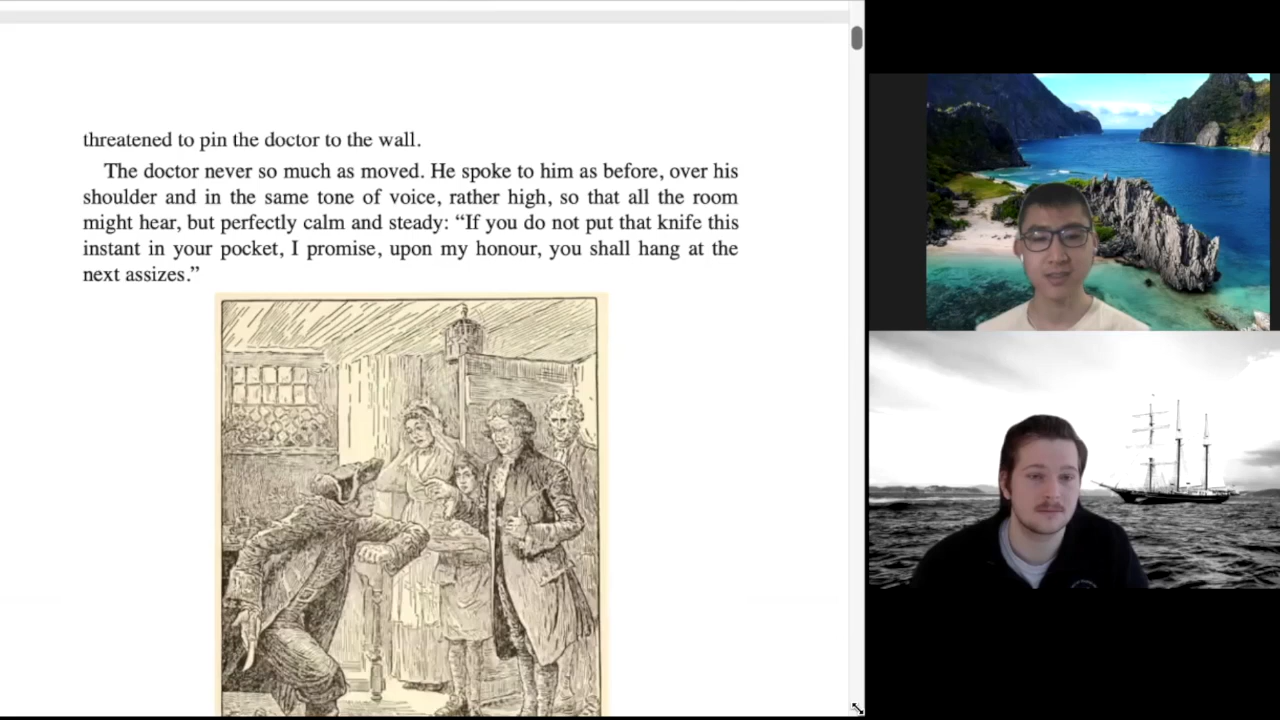 threatened to pin the doctor to the wall.
The doctor never so much as moved. He spoke to him as before, over his
shoulder and in the same tone of voice, rather high, so that all the room
might hear, but perfectly calm and steady: “If you do not put that knife this
instant in your pocket, I promise, upon my honour, you shall hang at the
next assizes.”